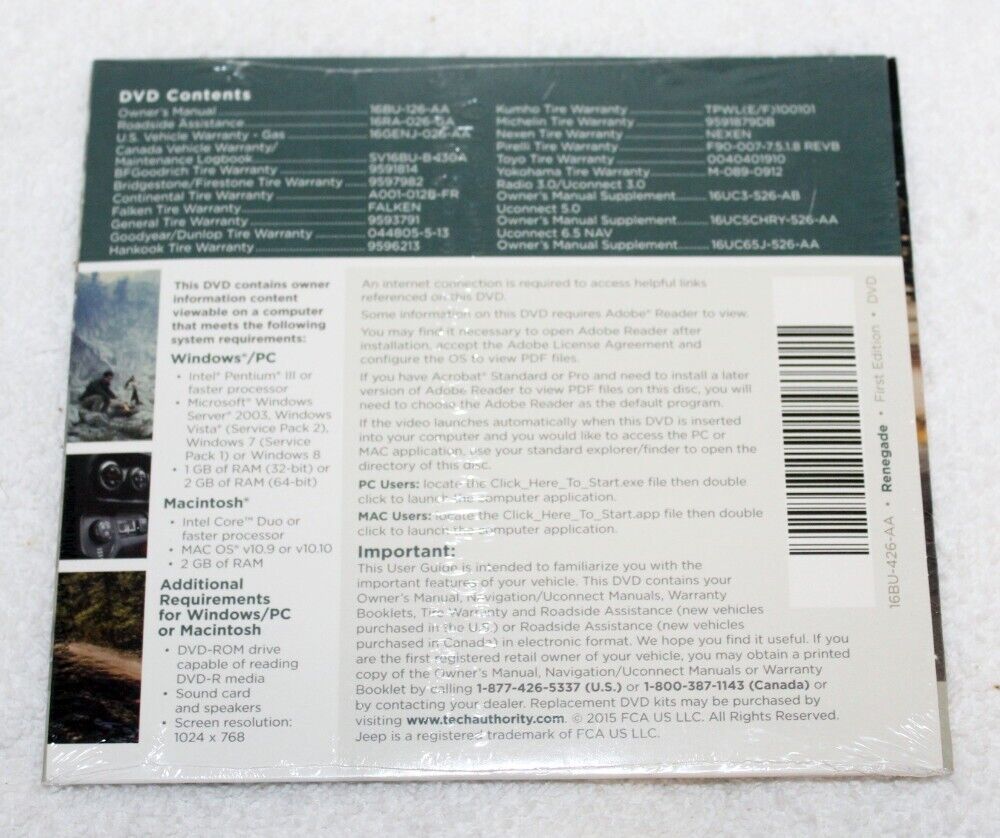 DVD Contents
Owner's Manual 16BU-126-AA
Roadside Assistance 16RA-026-AA
U.S. Vehicle Warranty - Gas 16GENJ-026-AA
Canada Vehicle Warranty/
Maintenance Logbook SV16BU-B430A
BFGoodrich Tire Warranty 9591814
Bridgestone/Firestone Tire Warranty 9597982
Continental Tire Warranty A001-012B-FR
Falken Tire Warranty FALKEN
General Tire Warranty 9593791
Goodyear/Dunlop Tire Warranty 044805-5-13
Hankook Tire Warranty 9596213
Kumho Tire Warranty TPWL(E/F)100101
Michelin Tire Warranty 9591879DB
Nexen Tire Warranty NEXEN
Pirelli Tire Warranty F90-007-7.5.1.8 REVB
Toyo Tire Warranty 0040401910
Yokohama Tire Warranty M-089-0912
Radio 3.0/Uconnect 3.0
Owner's Manual Supplement 16UC3-526-AB
Uconnect 5.0
Owner's Manual Supplement 16UC5CHRY-526-AA
Uconnect 6.5 NAV
Owner's Manual Supplement 16UC65J-526-AA
This DVD contains owner
information content
viewable on a computer
that meets the following
system requirements:
Windows®/PC
• Intel® Pentium® III or
faster processor
• Microsoft® Windows
Server® 2003, Windows
Vista® (Service Pack 2),
Windows 7 (Service
Pack 1) or Windows 8
• 1 GB of RAM (32-bit) or
2 GB of RAM (64-bit)
Macintosh®
• Intel Core™ Duo or
faster processor
• MAC OS® v10.9 or v10.10
• 2 GB of RAM
Additional
Requirements
for Windows/PC
or Macintosh
• DVD-ROM drive
capable of reading
DVD-R media
• Sound card
and speakers
• Screen resolution:
1024 x 768
An internet connection is required to access helpful links
referenced on this DVD.
Some information on this DVD requires Adobe® Reader to view.
You may find it necessary to open Adobe Reader after
installation, accept the Adobe License Agreement and
configure the OS to view PDF files.
If you have Acrobat® Standard or Pro and need to install a later
version of Adobe Reader to view PDF files on this disc, you will
need to choose the Adobe Reader as the default program.
If the video launches automatically when this DVD is inserted
into your computer and you would like to access the PC or
MAC application, use your standard explorer/finder to open the
directory of this disc.
PC Users: locate the Click_Here_To_Start.exe file then double
click to launch the computer application.
MAC Users: locate the Click_Here_To_Start.app file then double
click to launch the computer application.
Important:
This User Guide is intended to familiarize you with the
important features of your vehicle. This DVD contains your
Owner's Manual, Navigation/Uconnect Manuals, Warranty
Booklets, Tire Warranty and Roadside Assistance (new vehicles
purchased in the U.S.) or Roadside Assistance (new vehicles
purchased in Canada) in electronic format. We hope you find it useful. If you
are the first registered retail owner of your vehicle, you may obtain a printed
copy of the Owner's Manual, Navigation/Uconnect Manuals or Warranty
Booklet by calling 1-877-426-5337 (U.S.) or 1-800-387-1143 (Canada) or
by contacting your dealer. Replacement DVD kits may be purchased by
visiting www.techauthority.com. © 2015 FCA US LLC. All Rights Reserved.
Jeep is a registered trademark of FCA US LLC.
16BU-426-AA • Renegade • First Edition • DVD